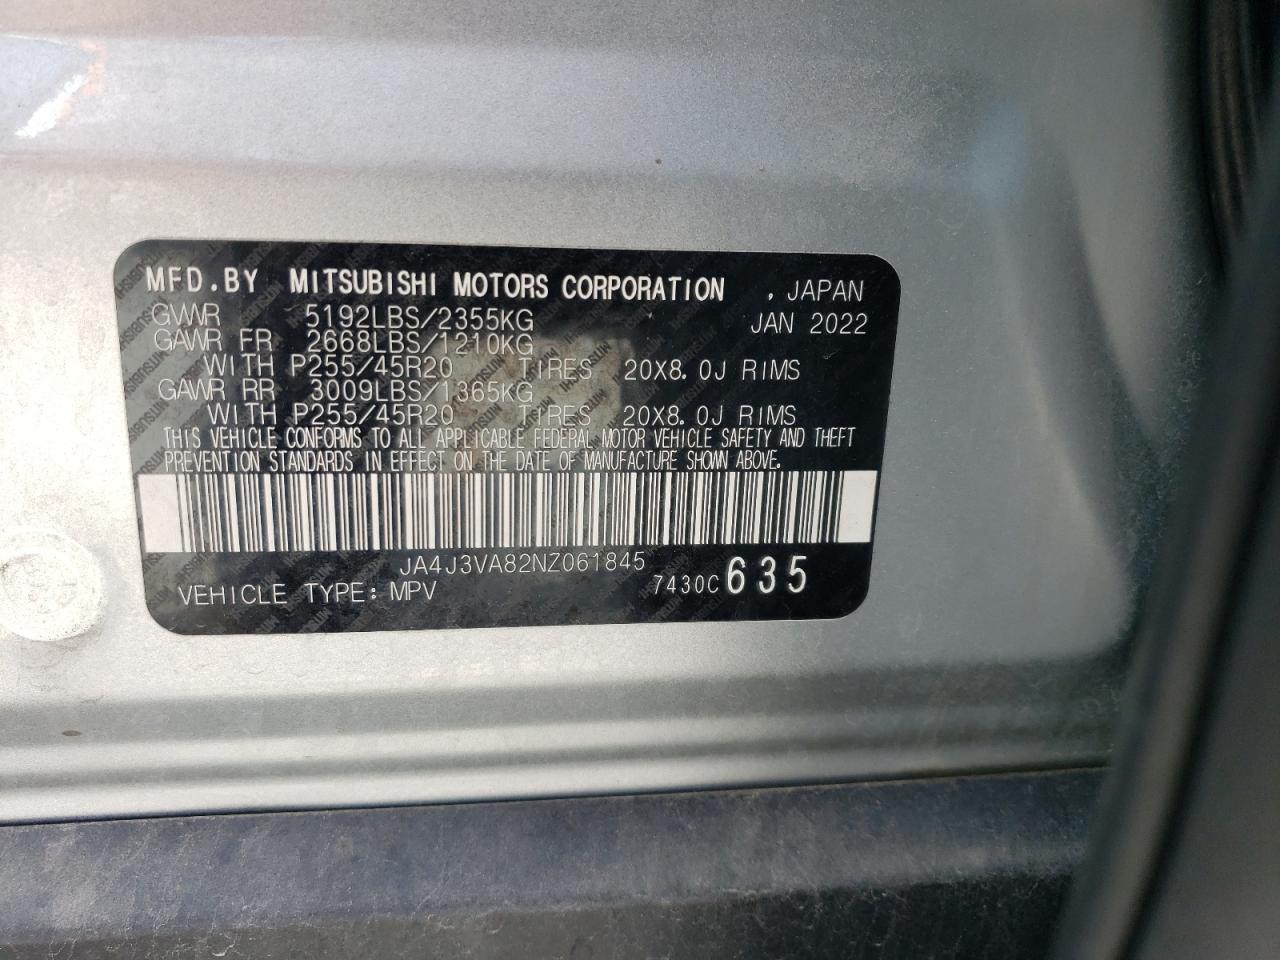 MFD.BY MITSUBISHI MOTORS CORPORATION . JAPAN
GWWR 5192LBS/2355KG JAN 2022
GAWR FR 2668LBS/1210KG
WITH P255/45R20 TIRES 20X8.0J RIMS
GAWR RR 3009LBS/1365KG
WITH P255/45R20 TIRES 20X8.0J RIMS
THIS VEHICLE CONFORMS TO ALL APPLICABLE FEDERAL MOTOR VEHICLE SAFETY AND THEFT
PREVENTION STANDARDS IN EFFECT ON THE DATE OF MANUFACTURE SHOWN ABOVE.
JA4J3VA82NZ061845
VEHICLE TYPE: MPV 7430C 635